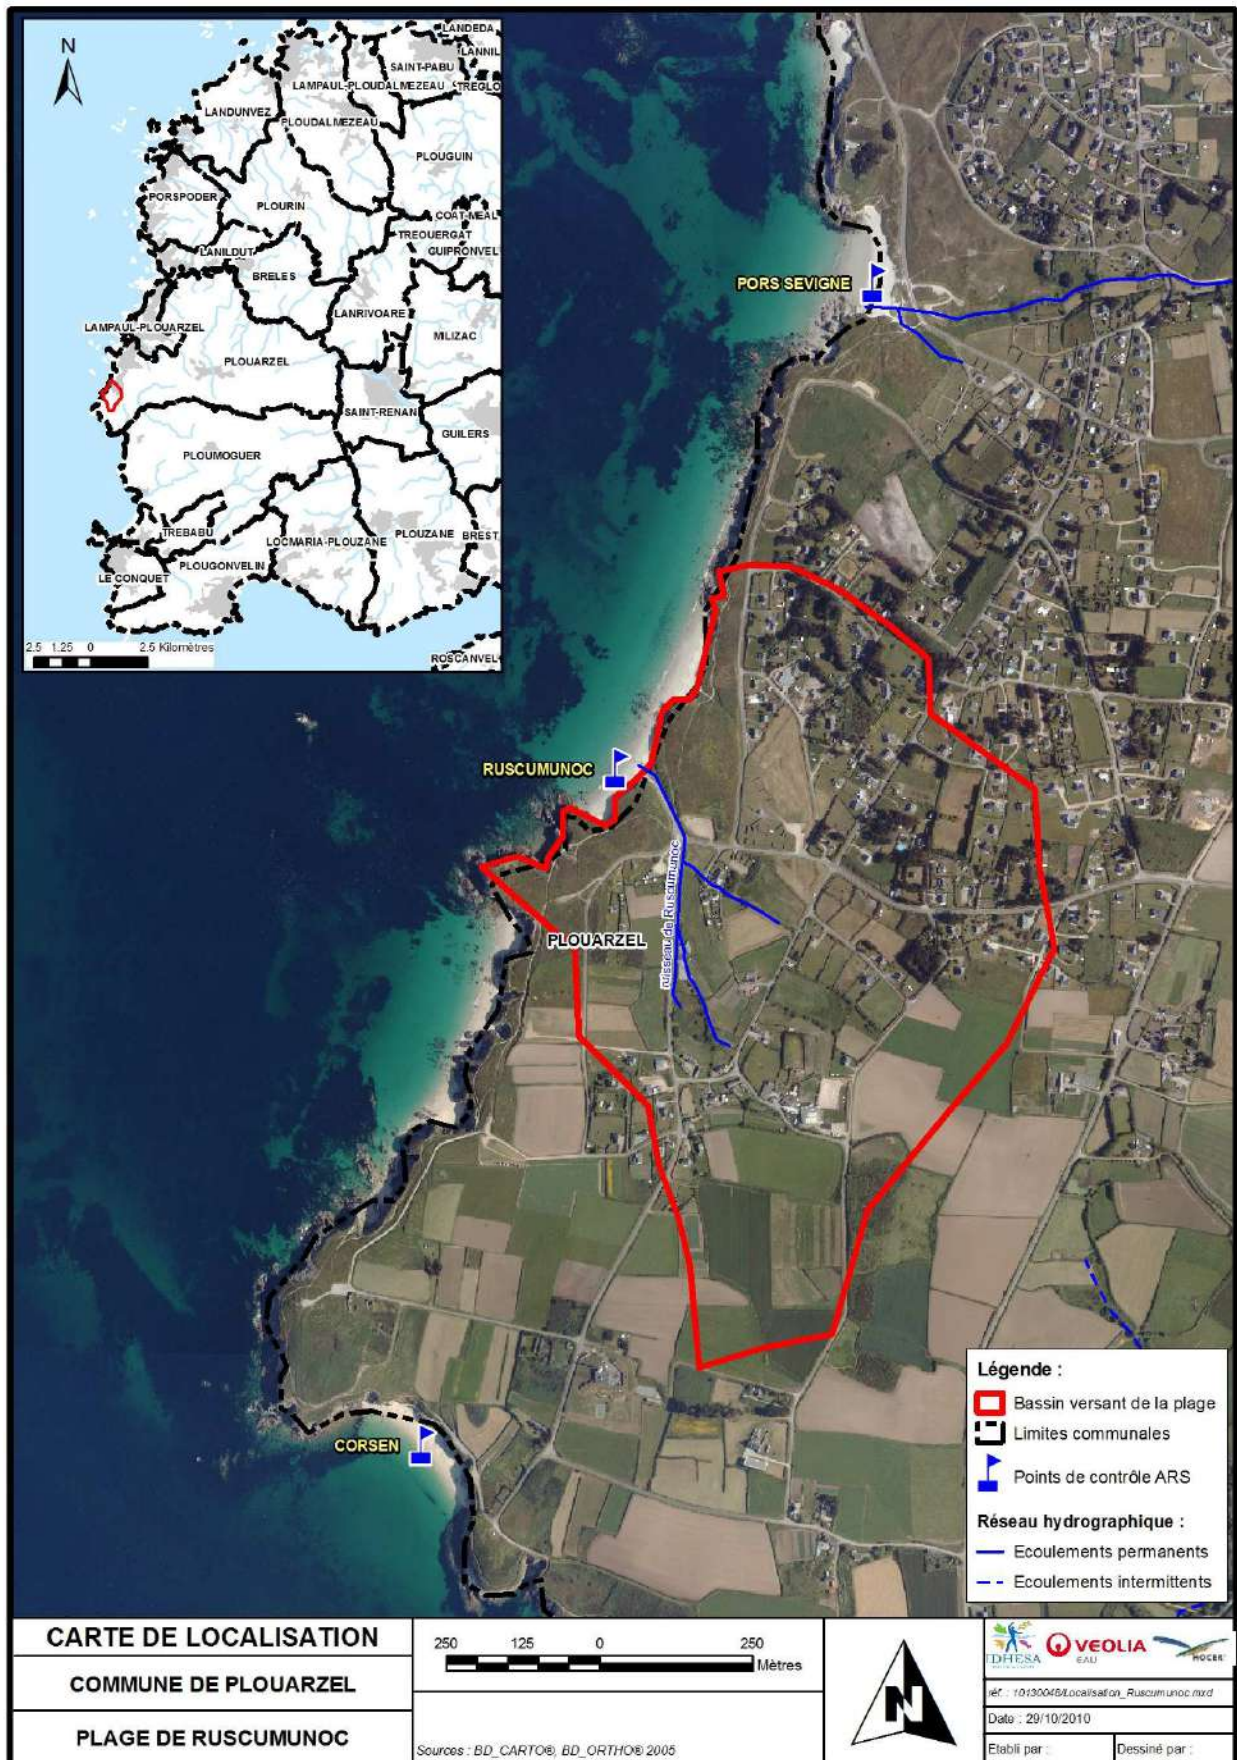 N
LANDEDA
LANNIL
SAINT-PABU
LAMPAUL-PLOUDALMEZEAU
TREGLO
LANDUNVEZ
PLOUDALMEZEAU
PLOUGUIN
PORSPODER
PLOURIN
COAT-MEAL
TREOUERGAT
LANILDUT
GUIPRONVEL
BRELES
LANRIVOARE
LAMPAUL-PLOUARZEL
MILIZAC
PLOUARZEL
SAINT-RENAN
GUILERS
PLOUMOGUER
TREBABU
LOCMARIA-PLOUZANE
PLOUZANE
BREST
PLOUGONVELIN
LE CONQUET
2.5 1.25 0 2.5 Kilomètres
ROSCANVEL
PORS SEVIGNE
RUSCUMUNOC
ruisseau de Ruscumunoc
PLOUARZEL
CORSEN
Légende :
Bassin versant de la plage
Limites communales
Points de contrôle ARS
Réseau hydrographique :
Ecoulements permanents
Ecoulements intermittents
CARTE DE LOCALISATION
COMMUNE DE PLOUARZEL
PLAGE DE RUSCUMUNOC
250 125 0 250
Mètres
Sources : BD_CARTO®, BD_ORTHO® 2005
N
IDHESA
VEOLIA
EAU
HOCER
réf. : 10130046/Localisation_Ruscumunoc.mxd
Date : 29/10/2010
Etabli par :
Dessiné par :